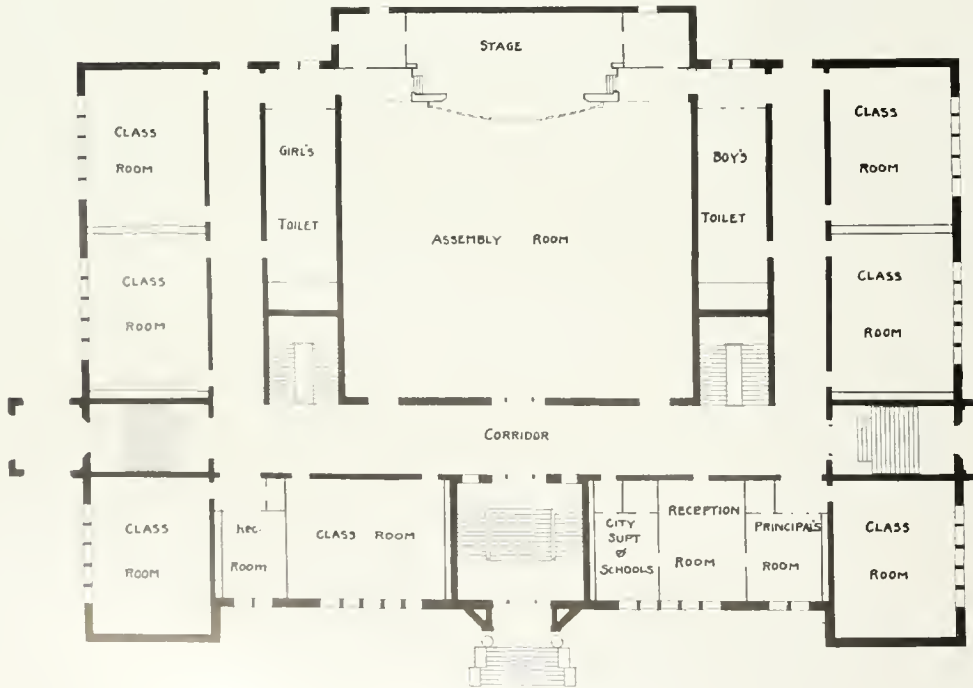 STAGE
CLASS
ROOM
GIRL'S
TOILET
BOY'S
TOILET
CLASS
ROOM
ASSEMBLY ROOM
CLASS
ROOM
CLASS
ROOM
CORRIDOR
CLASS
ROOM
REC.
ROOM
CLASS ROOM
CITY
SUPT
OF
SCHOOLS
RECEPTION
ROOM
PRINCIPAL'S
ROOM
CLASS
ROOM